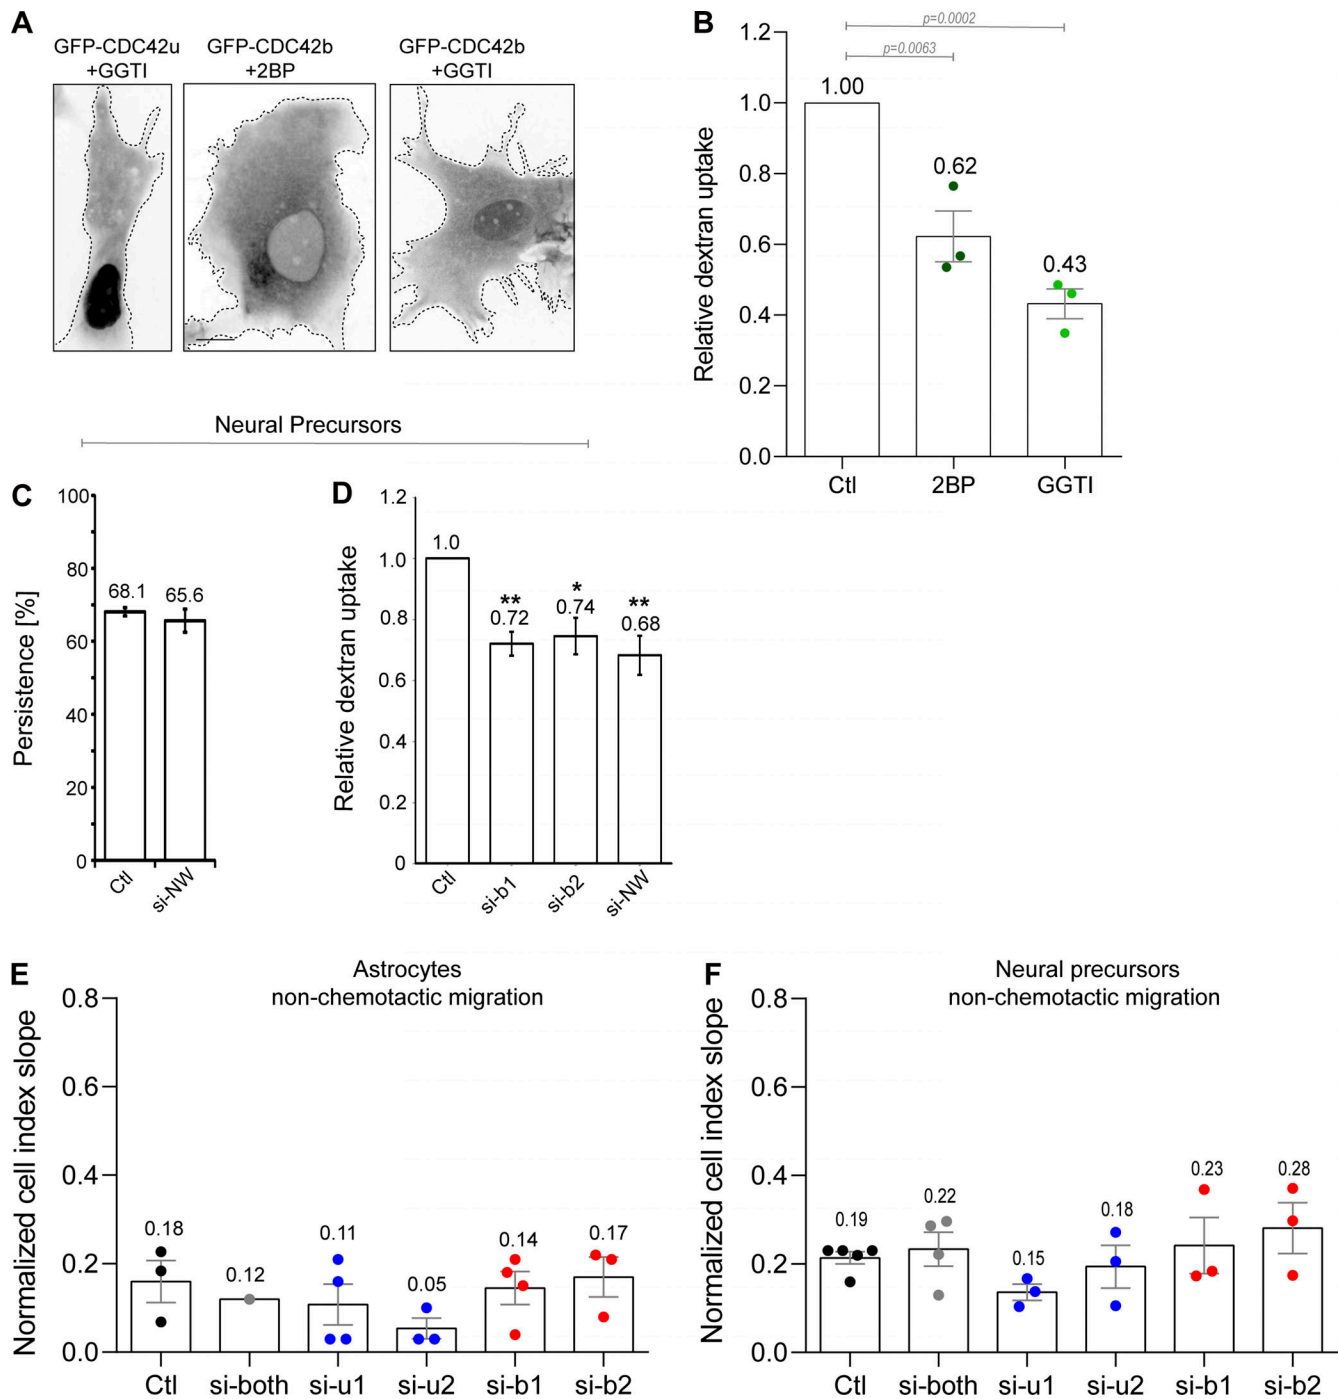 A
GFP-CDC42u
+GGTI
GFP-CDC42b
+2BP
GFP-CDC42b
+GGTI
B
p=0.0002
p=0.0063
Relative dextran uptake
1.2
1.0
0.8
0.6
0.4
0.2
0.0
1.00
0.62
0.43
Ctl
2BP
GGTI
Neural Precursors
C
Persistence [%]
100
80
60
40
20
0
68.1
65.6
Ctl
si-NW
D
Relative dextran uptake
1.2
1.0
0.8
0.6
0.4
0.2
0
1.0
**
0.72
*
0.74
**
0.68
Ctl
si-b1
si-b2
si-NW
E
Astrocytes
non-chemotactic migration
Normalized cell index slope
0.8
0.6
0.4
0.2
0.0
0.18
0.12
0.11
0.05
0.14
0.17
Ctl
si-both
si-u1
si-u2
si-b1
si-b2
F
Neural precursors
non-chemotactic migration
Normalized cell index slope
0.8
0.6
0.4
0.2
0.0
0.19
0.22
0.15
0.18
0.23
0.28
Ctl
si-both
si-u1
si-u2
si-b1
si-b2